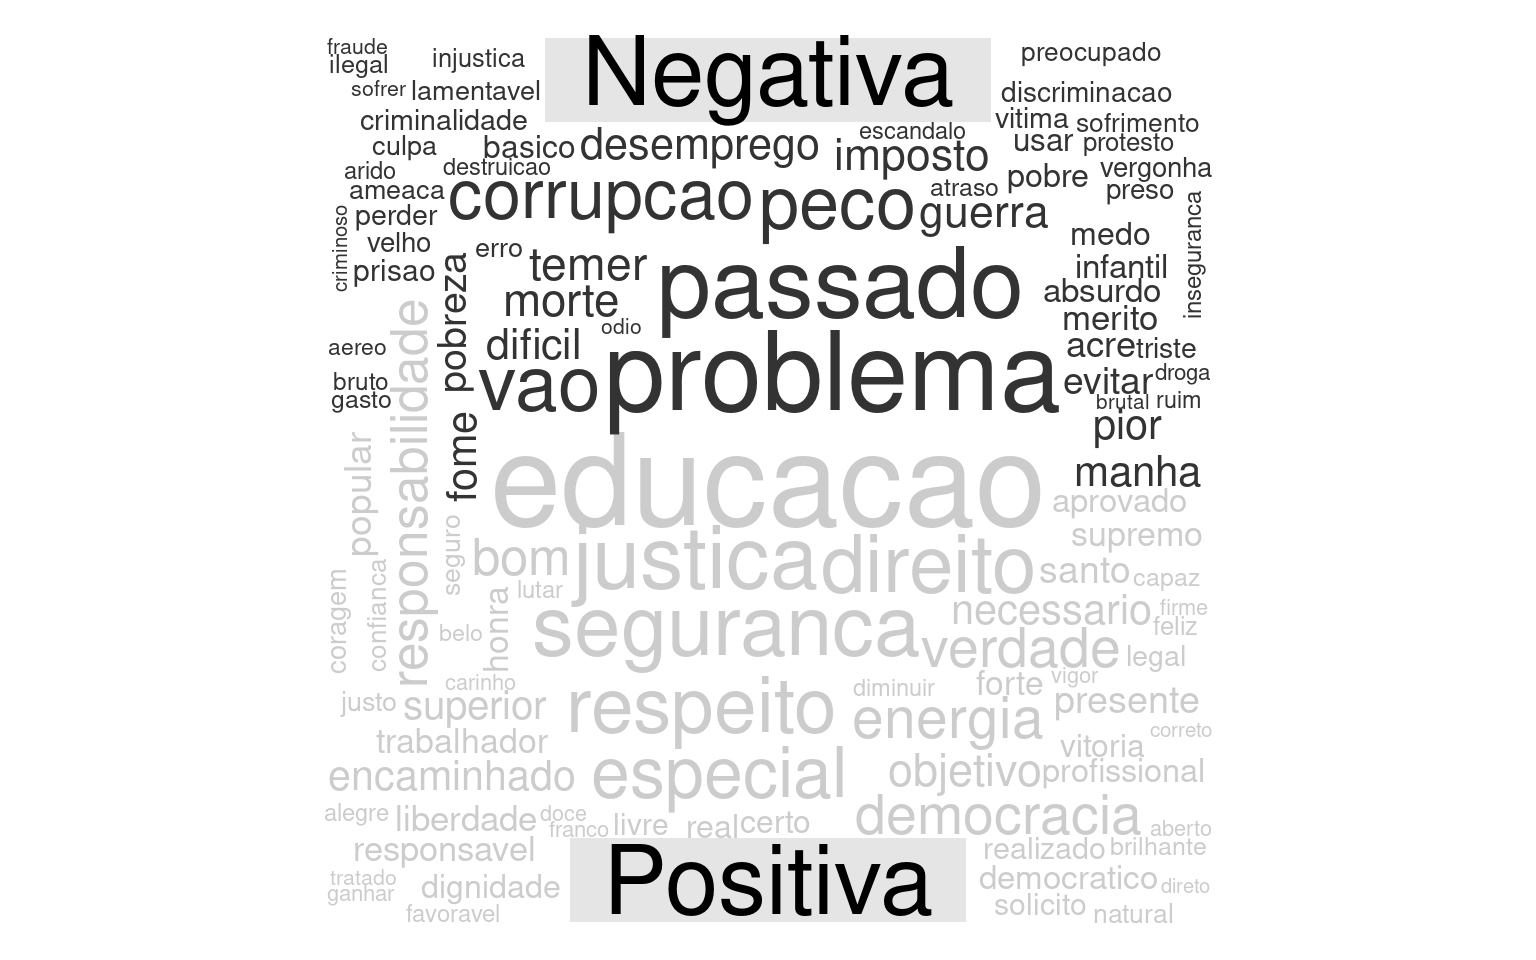 Negativa
fraude
ilegal
injustica
preocupado
sofrer
lamentavel
discriminacao
criminalidade
vitima
sofrimento
culpa
basico
desemprego
escandalo
imposto
usar
protesto
arido
destruicao
vergonha
ameaca
corrupcao
peco
atraso
pobre
preso
criminoso
perder
guerra
inseguranca
velho
erro
temer
medo
prisao
pobreza
passado
infantil
morte
absurdo
odio
merito
aereo
dificil
acre
triste
bruto
vao
problema
evitar
droga
gasto
brutal
ruim
fome
pior
manha
responsabilidade
popular
educacao
aprovado
seguro
bom
justica
direito
supremo
coragem
confianca
lutar
santo
capaz
honra
belo
seguranca
necessario
firme
feliz
verdade
legal
carinho
diminuir
forte
vigor
justo
superior
respeito
energia
presente
trabalhador
vitoria
correto
encaminhado
especial
objetivo
profissional
alegre
liberdade
doce
franco
livre
real
certo
democracia
aberto
responsavel
realizado
brilhante
tratado
ganhar
dignidade
Positiva
democratico
direto
favoravel
solicito
natural